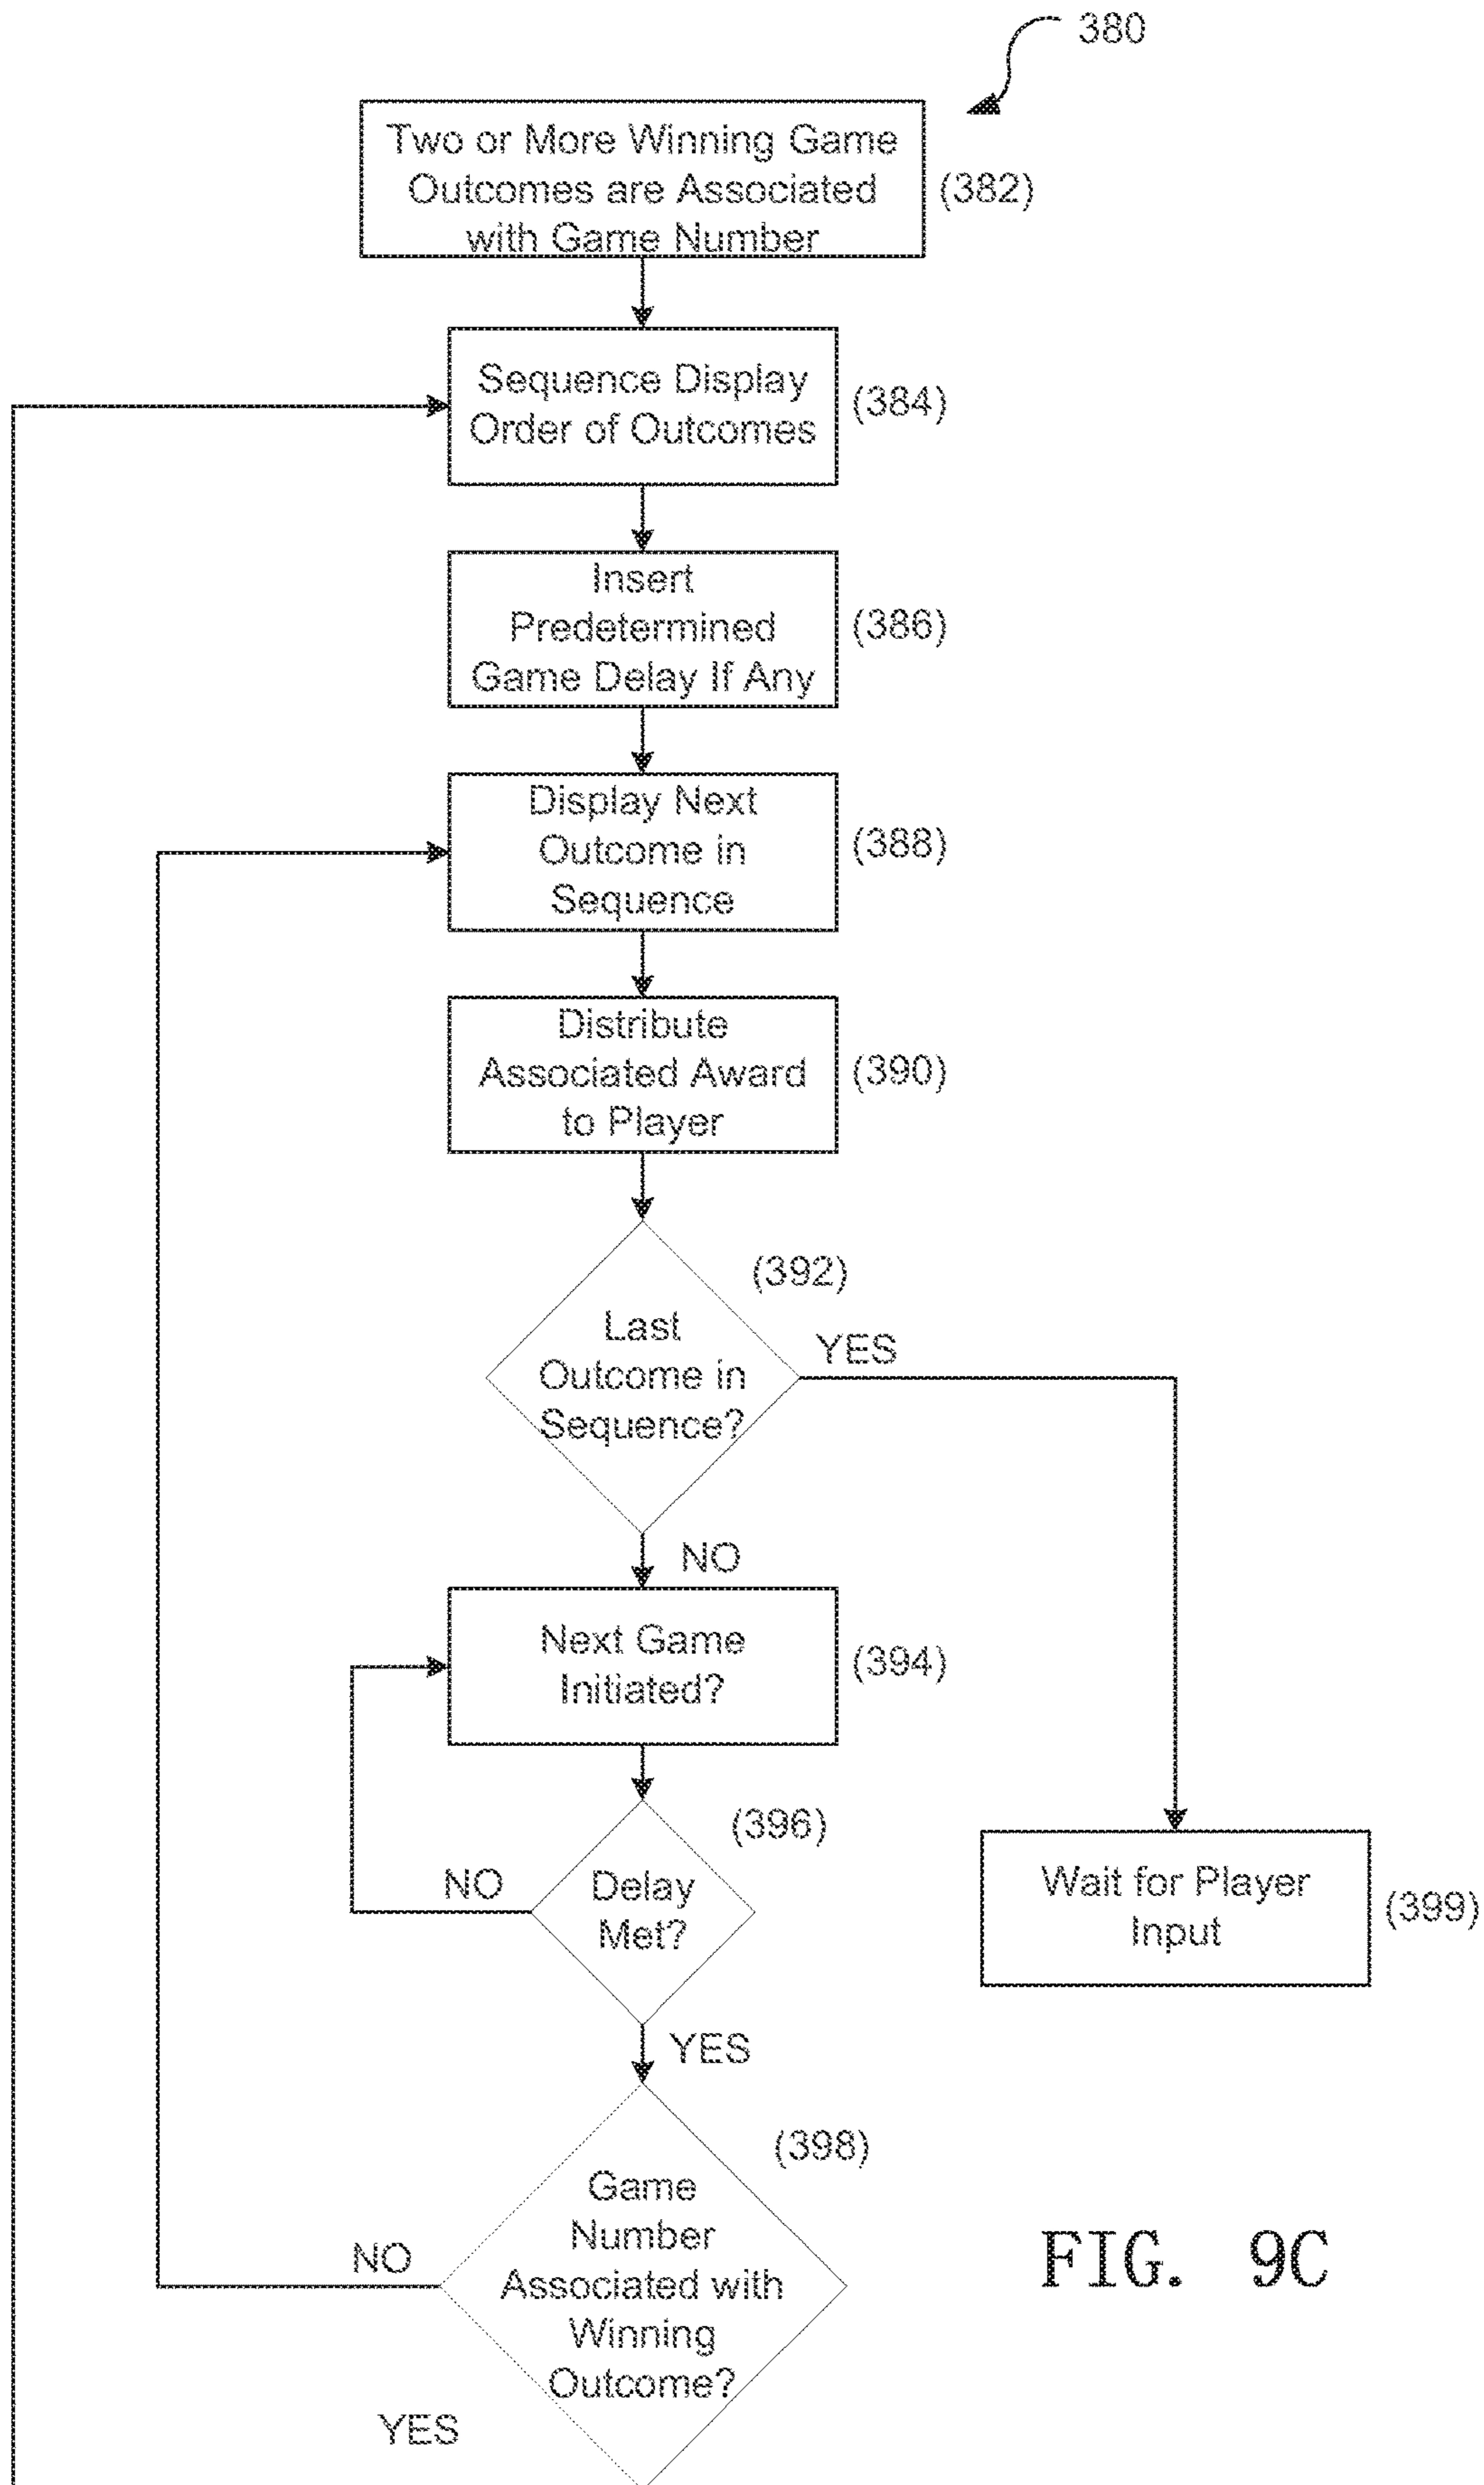 380
Two or More Winning Game
Outcomes are Associated
with Game Number
(382)
Sequence Display
Order of Outcomes
(384)
Insert
Predetermined
Game Delay If Any
(386)
Display Next
Outcome in
Sequence
(388)
Distribute
Associated Award
to Player
(390)
(392)
Last
Outcome in
Sequence?
YES
NO
Next Game
Initiated?
(394)
(396)
Delay
Met?
NO
YES
Wait for Player
Input
(399)
(398)
Game
Number
Associated with
Winning
Outcome?
NO
YES
FIG. 9C